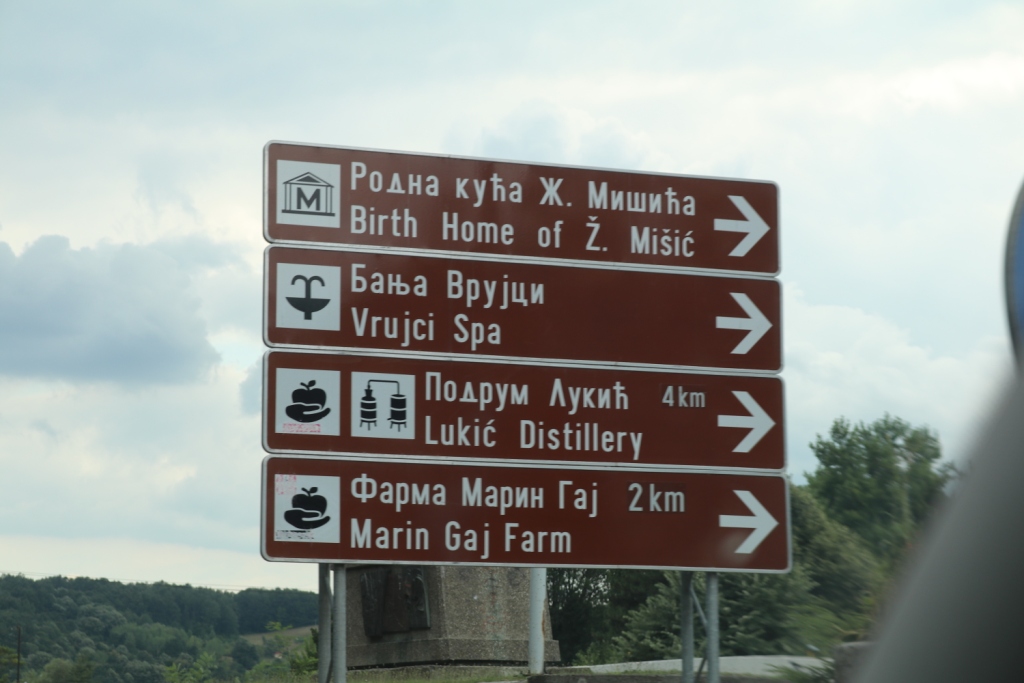 M
Родна кућа Ж. Мишића
Birth Home of Ž. Mišić
Бања Врујци
Vrujci Spa
Подрум Лукић 4km
Lukić Distillery
Фарма Марин Гај 2km
Marin Gaj Farm